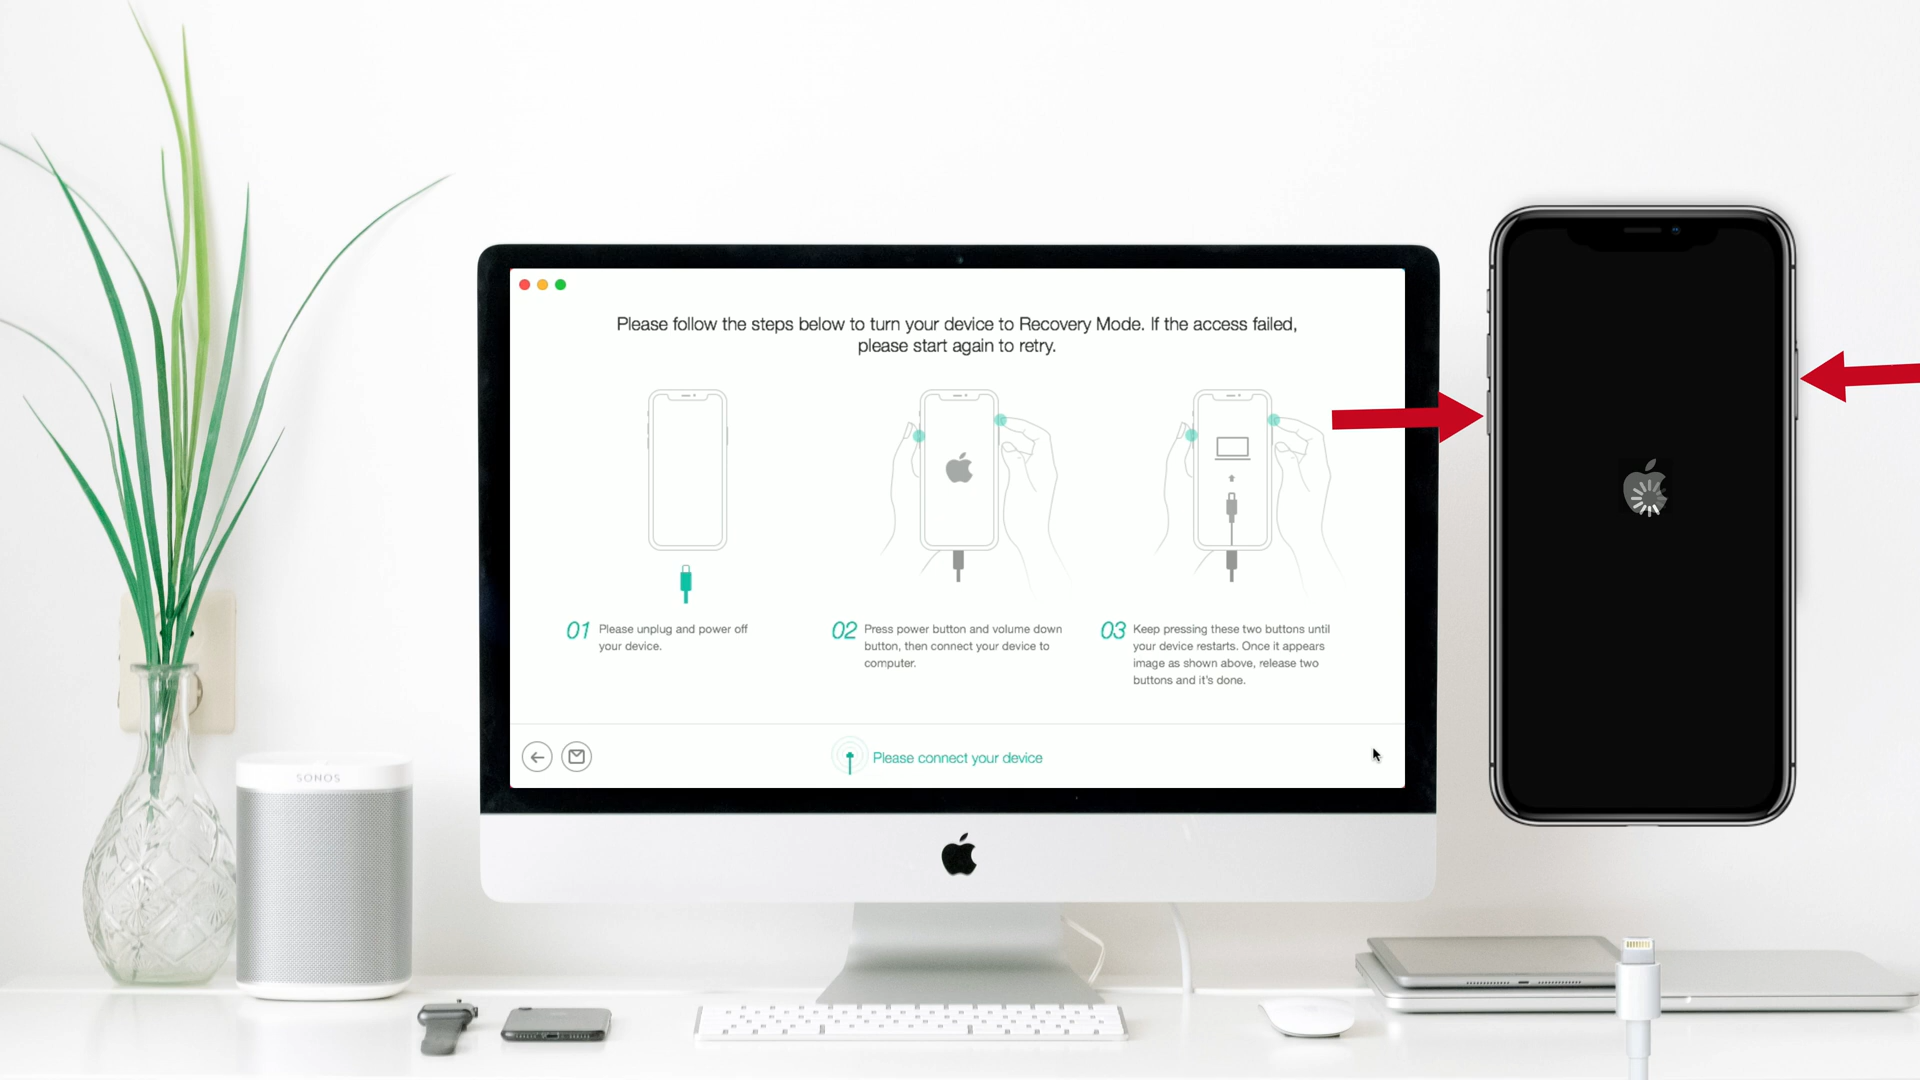 Please follow the steps below to turn your device to Recovery Mode. If the access failed,
please start again to retry.
01 Please unplug and power off
your device.
02 Press power button and volume down
button, then connect your device to
computer.
03 Keep pressing these two buttons until
your device restarts. Once it appears
image as shown above, release two
buttons and it's done.
Please connect your device
SONOS